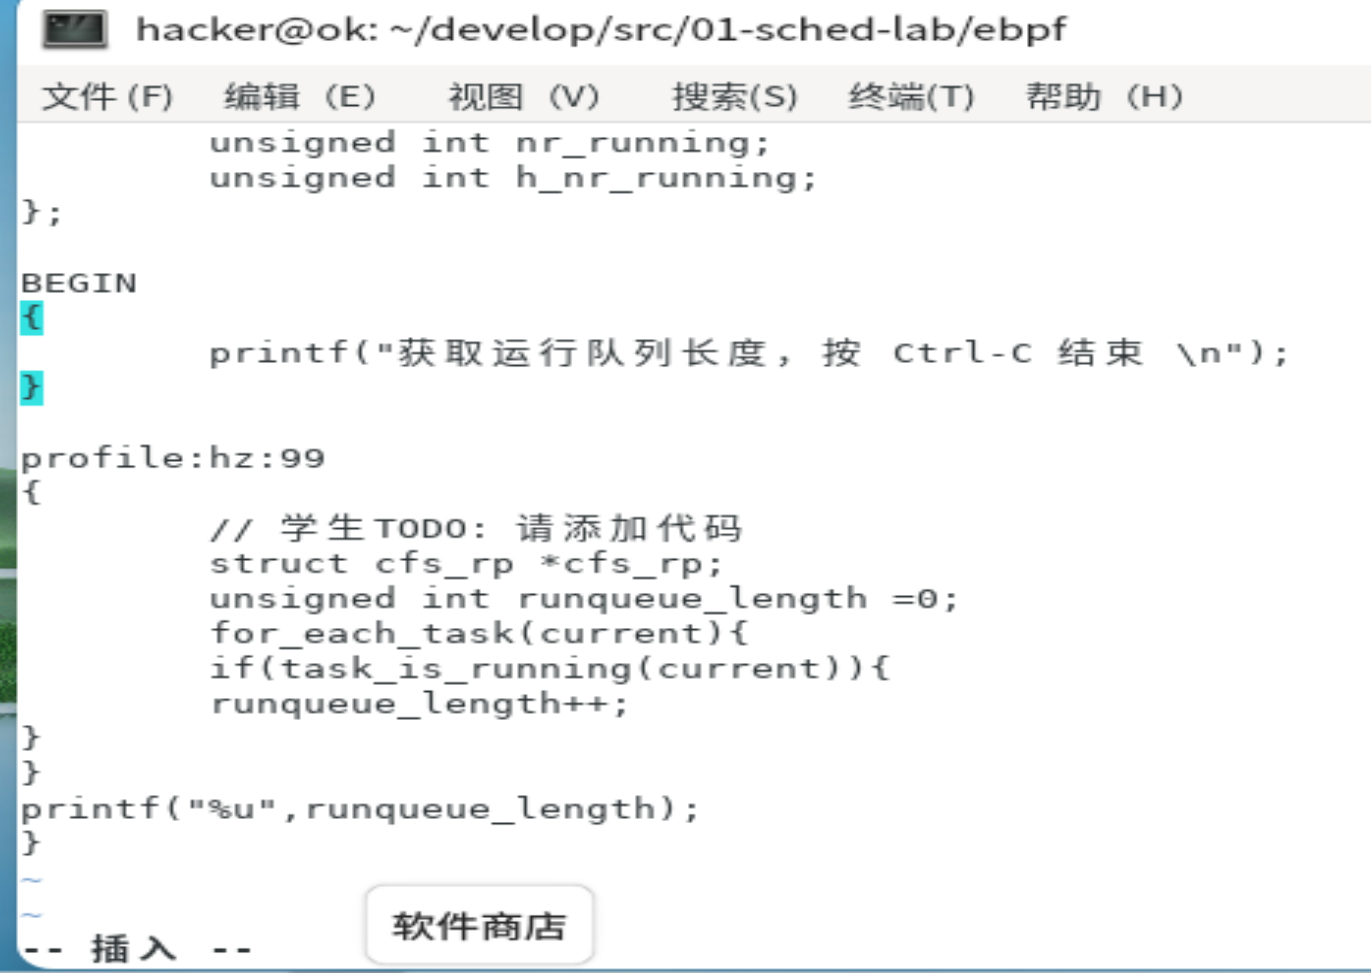 hacker@ok: ~/develop/src/01-sched-lab/ebpf
文件 (F) 编辑 (E) 视图 (V) 搜索(S) 终端(T) 帮助 (H)
unsigned int nr_running;
unsigned int h_nr_running;
};
BEGIN
{
printf("获取运行队列长度，按 Ctrl-C 结束 \n");
}
profile:hz:99
{
// 学生TODO: 请添加代码
struct cfs_rp *cfs_rp;
unsigned int runqueue_length =0;
for_each_task(current){
if(task_is_running(current)){
runqueue_length++;
}
}
printf("%u",runqueue_length);
}
~
~
-- 插入 --
软件商店